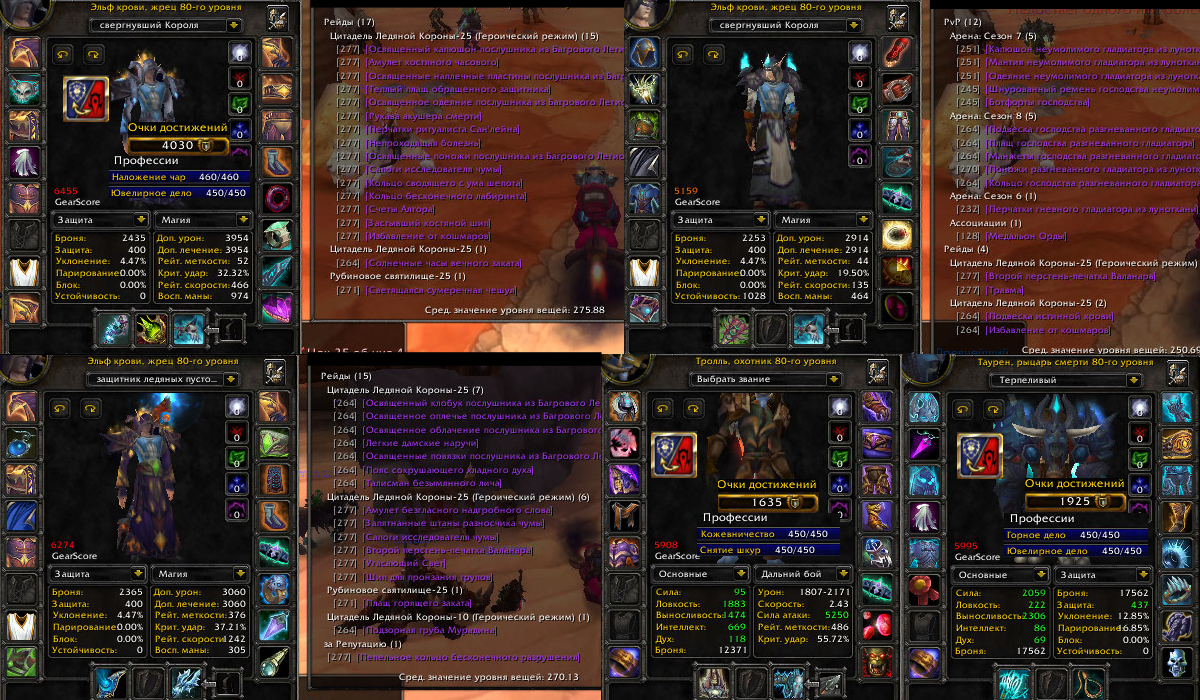 Эльф крови, жрец 80-го уровня
свергнувший Короля
Очки достижений
4030
Профессии
Наложение чар 460/460
Ювелирное дело 450/450
6455
GearScore
Защита
Магия
Броня: 2435
Защита: 400
Уклонение: 4.47%
Парирование 0.00%
Блок: 0.00%
Устойчивость: 0
Доп. урон: 3954
Доп. лечение: 3954
Рейт. меткости: 52
Крит. удар: 32.32%
Рейт. скорости: 466
Восп. маны: 974
Рейды (17)
Цитадель Ледяной Короны-25 (Героический режим) (15)
[277] [Освященный капюшон послушника из Багрового Леги
[277] [Амулет костяного часового]
[277] [Освященные наплечные пластины послушника из Баг
[277] [Теплый плащ обращенного защитника]
[277] [Освященное одеяние послушника из Багрового Легио
[277] [Рукава акушера смерти]
[277] [Перчатки ритуалиста Сан'лейна]
[277] [Непроходящая болезнь]
[277] [Освященные поножи послушника из Багрового Легио
[277] [Сапоги исследователя чумы]
[277] [Кольцо сводящего с ума шепота]
[277] [Кольцо бесконечного лабиринта]
[277] [Счеты Алтора]
[277] [Застывший костяной шип]
[277] [Избавление от кошмаров]
Цитадель Ледяной Короны-25 (1)
[264] [Солнечные часы вечного заката]
Рубиновое святилище-25 (1)
[271] [Светящаяся сумеречная чешуя]
Сред. значение уровня вещей: 275.88
Эльф крови, жрец 80-го уровня
свергнувший Короля
5159
GearScore
Защита
Магия
Броня: 2253
Защита: 400
Уклонение: 4.47%
Парирование 0.00%
Блок: 0.00%
Устойчивость: 1028
Доп. урон: 2914
Доп. лечение: 2914
Рейт. меткости: 44
Крит. удар: 19.50%
Рейт. скорости: 135
Восп. маны: 464
PvP (12)
Арена: Сезон 7 (5)
[251] [Капюшон неумолимого гладиатора из луноткани
[251] [Мантия неумолимого гладиатора из луноткани
[251] [Одеяние неумолимого гладиатора из луноткани
[245] [Шнурованный ремень господства неумолим
[245] [Ботфорты господства]
Арена: Сезон 8 (5)
[264] [Подвеска господства разгневанного гладиатора
[264] [Плащ господства разгневанного гладиатора]
[264] [Манжеты господства разгневанного гладиатора
[270] [Поножи разгневанного гладиатора из луноткан
[264] [Кольцо господства разгневанного гладиатора]
Арена: Сезон 6 (1)
[232] [Перчатки гневного гладиатора из луноткани]
Ассоциации (1)
[128] [Медальон Орды]
Рейды (4)
Цитадель Ледяной Короны-25 (Героический режим)
[277] [Второй перстень-печатка Валанара]
[277] [Травма]
Цитадель Ледяной Короны-25 (2)
[264] [Подвеска истинной крови]
[264] [Избавление от кошмаров]
Сред. значение уровня вещей: 250.69
Эльф крови, жрец 80-го уровня
защитник ледяных пусто...
6274
GearScore
Защита
Магия
Броня: 2365
Защита: 400
Уклонение: 4.47%
Парирование 0.00%
Блок: 0.00%
Устойчивость: 0
Доп. урон: 3060
Доп. лечение: 3060
Рейт. меткости: 376
Крит. удар: 37.21%
Рейт. скорости 1242
Восп. маны: 305
Рейды (15)
Цитадель Ледяной Короны-25 (7)
[264] [Освященный клобук послушника из Багрового Ле
[264] [Освященное оплечье послушника из Багрового Ле
[264] [Освященное облачение послушника из Багрового
[264] [Легкие дамские наручи]
[264] [Освященные повязки послушника из Багрового Л
[264] [Пояс сокрушающего хладного духа]
[264] [Талисман безымянного лича]
Цитадель Ледяной Короны-25 (Героический режим) (6)
[277] [Амулет безгласного надгробного слова]
[277] [Запятнанные штаны разносчика чумы]
[277] [Сапоги исследователя чумы]
[277] [Второй перстень-печатка Валанара]
[277] [Угасающий Свет]
[277] [Шип для пронзания трупов]
Рубиновое святилище-25 (1)
[271] [Плащ горящего заката]
Цитадель Ледяной Короны-10 (Героический режим) (1)
[264] [Подзорная труба Мурадина]
за Репутацию (1)
[277] [Пепельное кольцо бесконечного разрушения]
Сред. значение уровня вещей: 270.13
Тролль, охотник 80-го уровня
Выбрать звание
Очки достижений
1635
Профессии
Кожевничество 450/450
Снятие шкур 450/450
5908
GearScore
Основные
Дальний бой
Сила: 95
Ловкость: 1883
Выносливость: 1474
Интеллект: 669
Дух: 118
Броня: 12371
Урон: 1807-2171
Скорость: 2.43
Сила атаки: 5250
Рейт. меткости: 486
Крит. удар: 55.72%
Таурен, рыцарь смерти 80-го уровня
Терпеливый
Очки достижений
1925
Профессии
Горное дело 450/450
Ювелирное дело 450/450
5995
GearScore
Основные
Защита
Сила: 2059
Ловкость: 222
Выносливость: 2306
Интеллект: 86
Дух: 69
Броня: 17562
Броня: 17562
Защита: 437
Уклонение: 12.85%
Парирование 16.85%
Блок: 0.00%
Устойчивость: 0